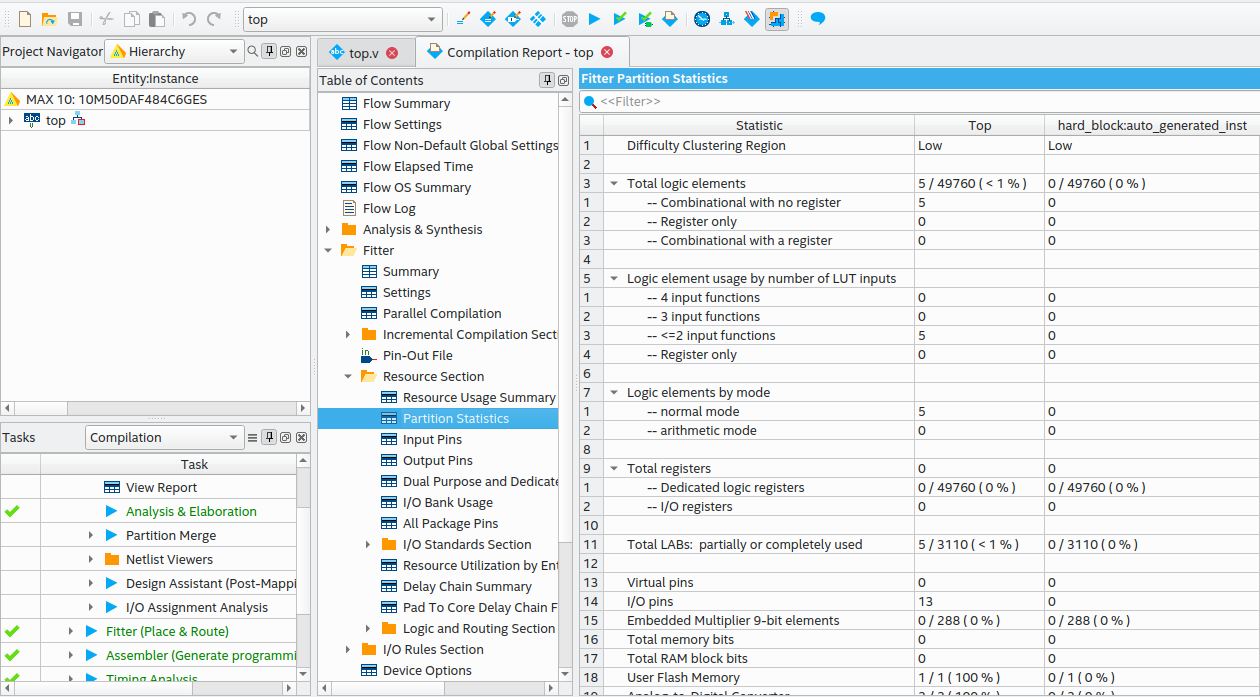 top
Project Navigator Hierarchy
Entity:Instance
MAX 10: 10M50DAF484C6GES
abc top
Tasks Compilation
Task
View Report
Analysis & Elaboration
Partition Merge
Netlist Viewers
Design Assistant (Post-Mappi
I/O Assignment Analysis
Fitter (Place & Route)
Assembler (Generate programmi
Timing Analysis
abc top.v Compilation Report - top
Table of Contents
Flow Summary
Flow Settings
Flow Non-Default Global Settings
Flow Elapsed Time
Flow OS Summary
Flow Log
Analysis & Synthesis
Fitter
Summary
Settings
Parallel Compilation
Incremental Compilation Sect
in Pin-Out File
Resource Section
Resource Usage Summary
Partition Statistics
Input Pins
Output Pins
Dual Purpose and Dedicate
I/O Bank Usage
All Package Pins
I/O Standards Section
Resource Utilization by Ent
Delay Chain Summary
Pad To Core Delay Chain F
Logic and Routing Section
I/O Rules Section
Device Options
Fitter Partition Statistics
<<Filter>>
Statistic Top hard_block:auto_generated_inst
1 Difficulty Clustering Region Low Low
2
3 Total logic elements 5 / 49760 ( < 1 % ) 0 / 49760 ( 0 % )
1 -- Combinational with no register 5 0
2 -- Register only 0 0
3 -- Combinational with a register 0 0
4
5 Logic element usage by number of LUT inputs
1 -- 4 input functions 0 0
2 -- 3 input functions 0 0
3 -- <=2 input functions 5 0
4 -- Register only 0 0
6
7 Logic elements by mode
1 -- normal mode 5 0
2 -- arithmetic mode 0 0
8
9 Total registers 0 0
1 -- Dedicated logic registers 0 / 49760 ( 0 % ) 0 / 49760 ( 0 % )
2 -- I/O registers 0 0
10
11 Total LABs: partially or completely used 5 / 3110 ( < 1 % ) 0 / 3110 ( 0 % )
12
13 Virtual pins 0 0
14 I/O pins 13 0
15 Embedded Multiplier 9-bit elements 0 / 288 ( 0 % ) 0 / 288 ( 0 % )
16 Total memory bits 0 0
17 Total RAM block bits 0 0
18 User Flash Memory 1 / 1 ( 100 % ) 0 / 1 ( 0 % )